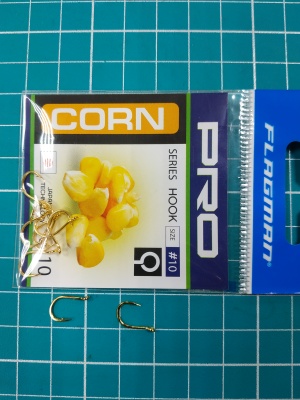 CORN
PRO
SERIES HOOK
SIZE
#10
FLAGMAN
10